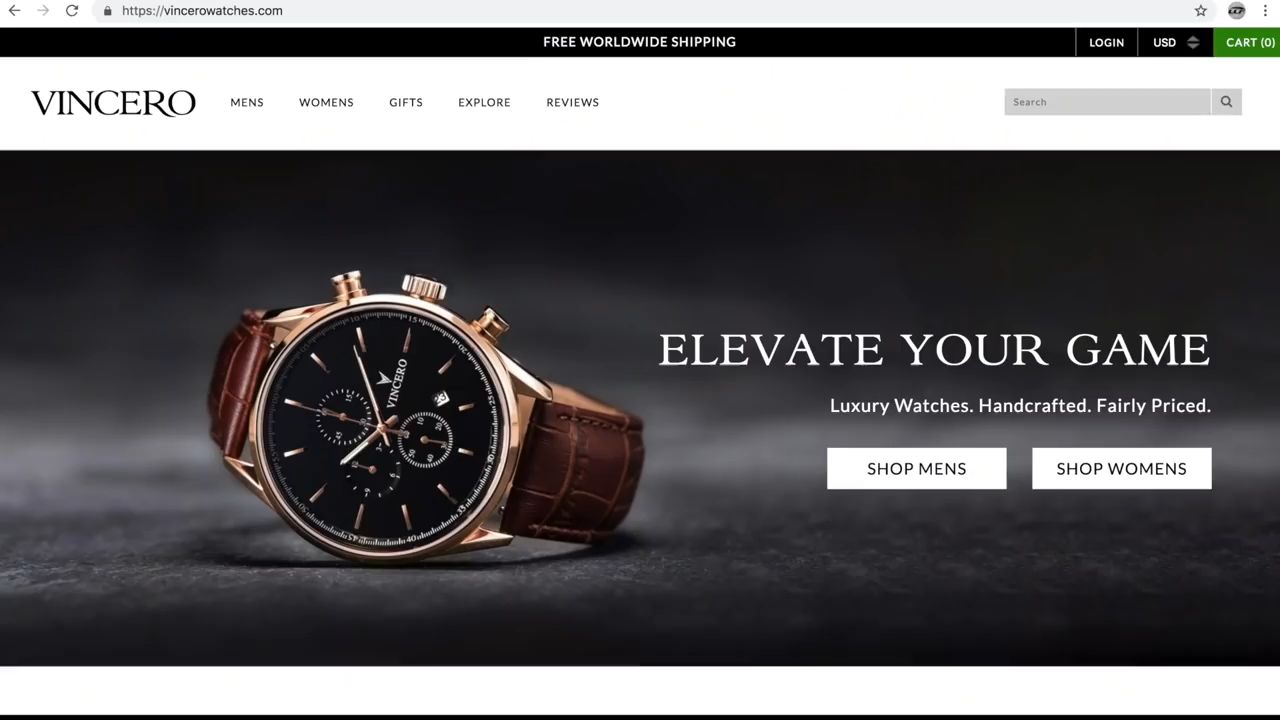 https://vincerowatches.com
FREE WORLDWIDE SHIPPING
LOGIN
USD
CART (0)
VINCERO
MENS
WOMENS
GIFTS
EXPLORE
REVIEWS
Search
VINCERO
ELEVATE YOUR GAME
Luxury Watches. Handcrafted. Fairly Priced.
SHOP MENS
SHOP WOMENS